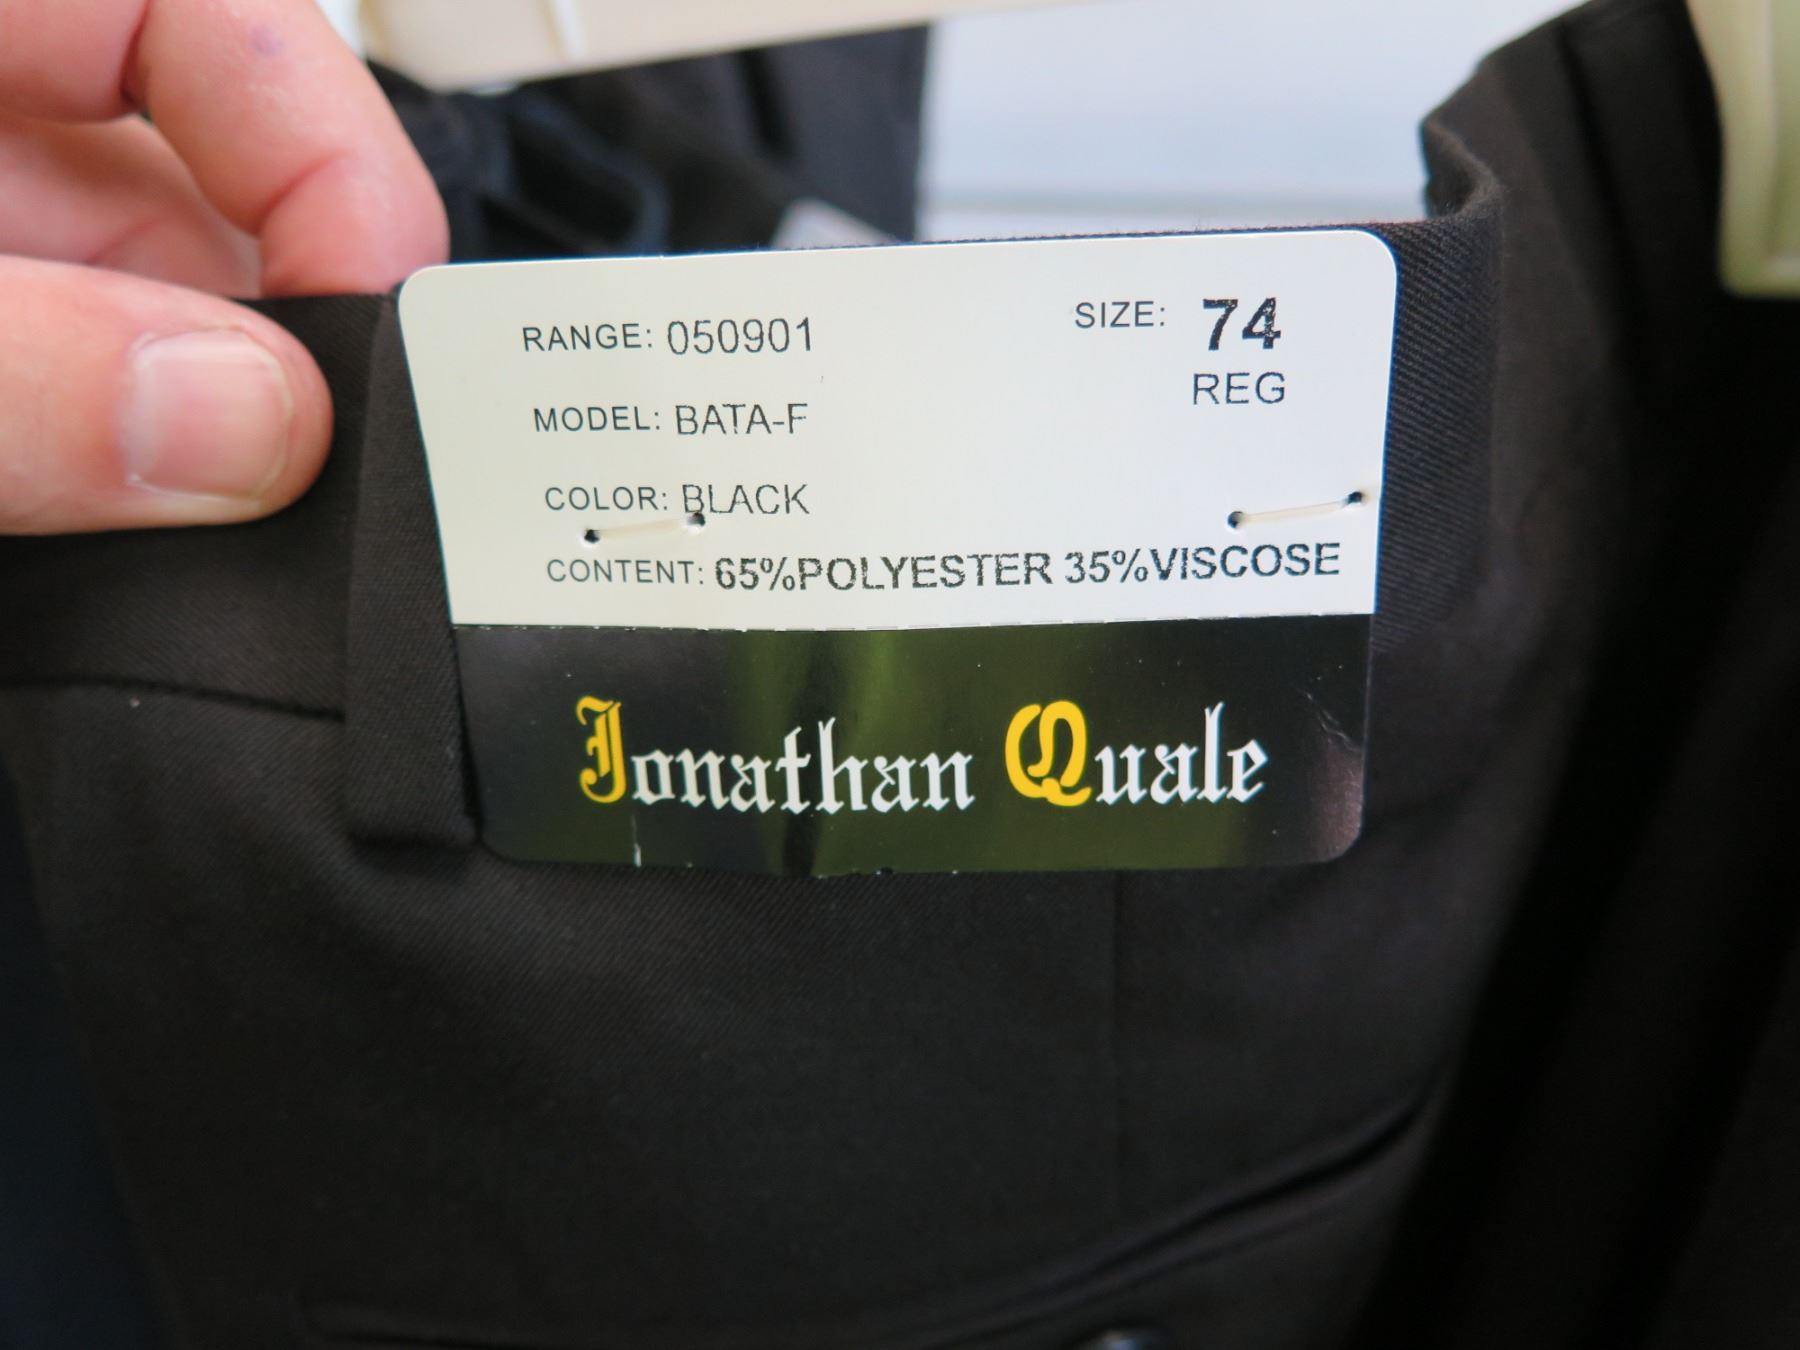 RANGE: 050901
SIZE: 74
REG
MODEL: BATA-F
COLOR: BLACK
CONTENT: 65%POLYESTER 35%VISCOSE
Jonathan Quale